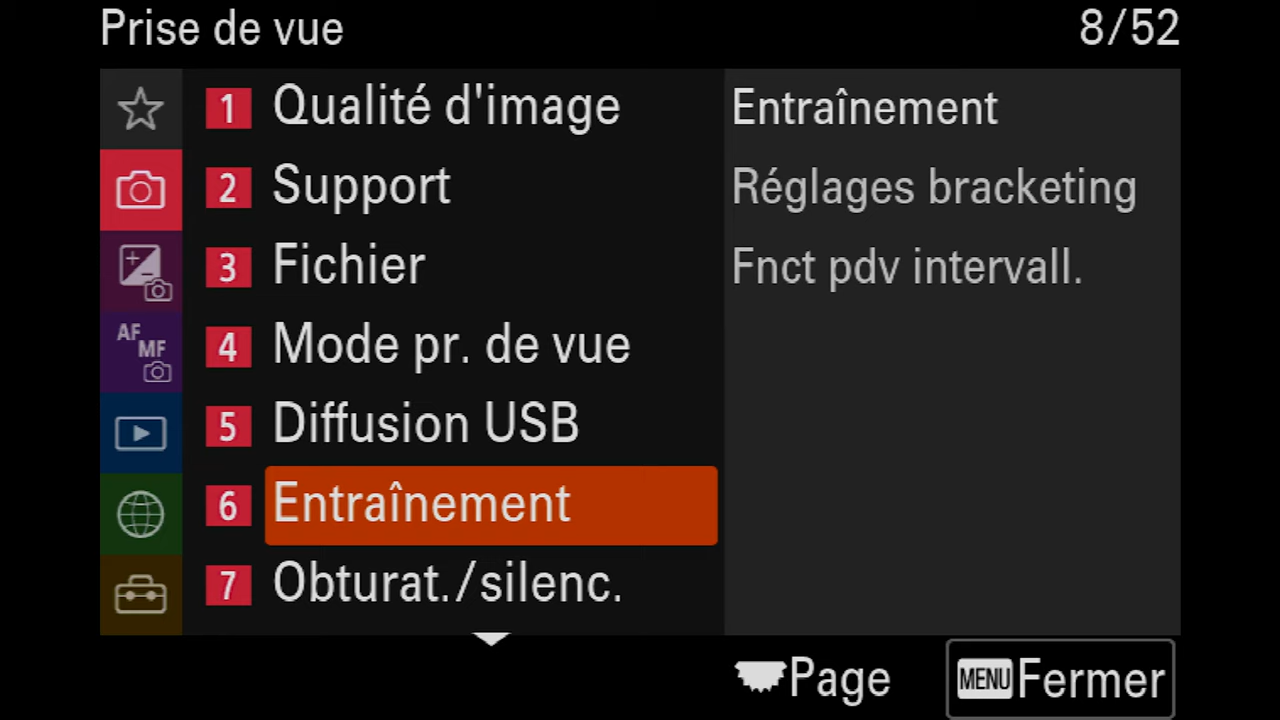 Prise de vue 8/52
1 Qualité d'image
2 Support
3 Fichier
4 Mode pr. de vue
5 Diffusion USB
6 Entraînement
7 Obturat./silenc.
Entraînement
Réglages bracketing
Fnct pdv intervall.
AF
MF
Page
MENU Fermer